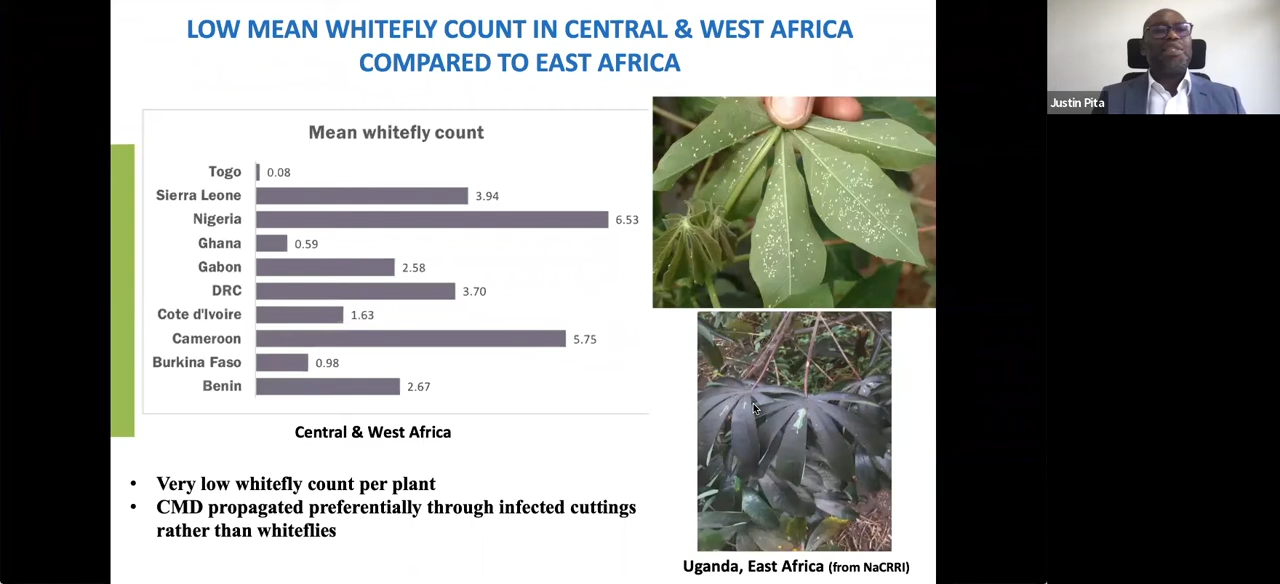 LOW MEAN WHITEFLY COUNT IN CENTRAL & WEST AFRICA
COMPARED TO EAST AFRICA
Justin Pita
Mean whitefly count
Togo 0.08
Sierra Leone 3.94
Nigeria 6.53
Ghana 0.59
Gabon 2.58
DRC 3.70
Cote d'Ivoire 1.63
Cameroon 5.75
Burkina Faso 0.98
Benin 2.67
Central & West Africa
• Very low whitefly count per plant
• CMD propagated preferentially through infected cuttings
rather than whiteflies
Uganda, East Africa (from NaCRRI)